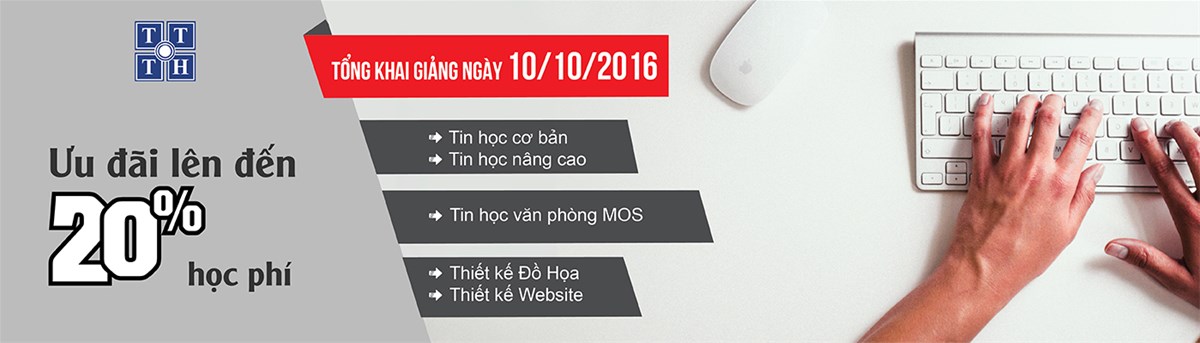 T T
T H
Ưu đãi lên đến
20%
học phí
TỔNG KHAI GIẢNG NGÀY 10/10/2016
Tin học cơ bản
Tin học nâng cao
Tin học văn phòng MOS
Thiết kế Đồ Họa
Thiết kế Website